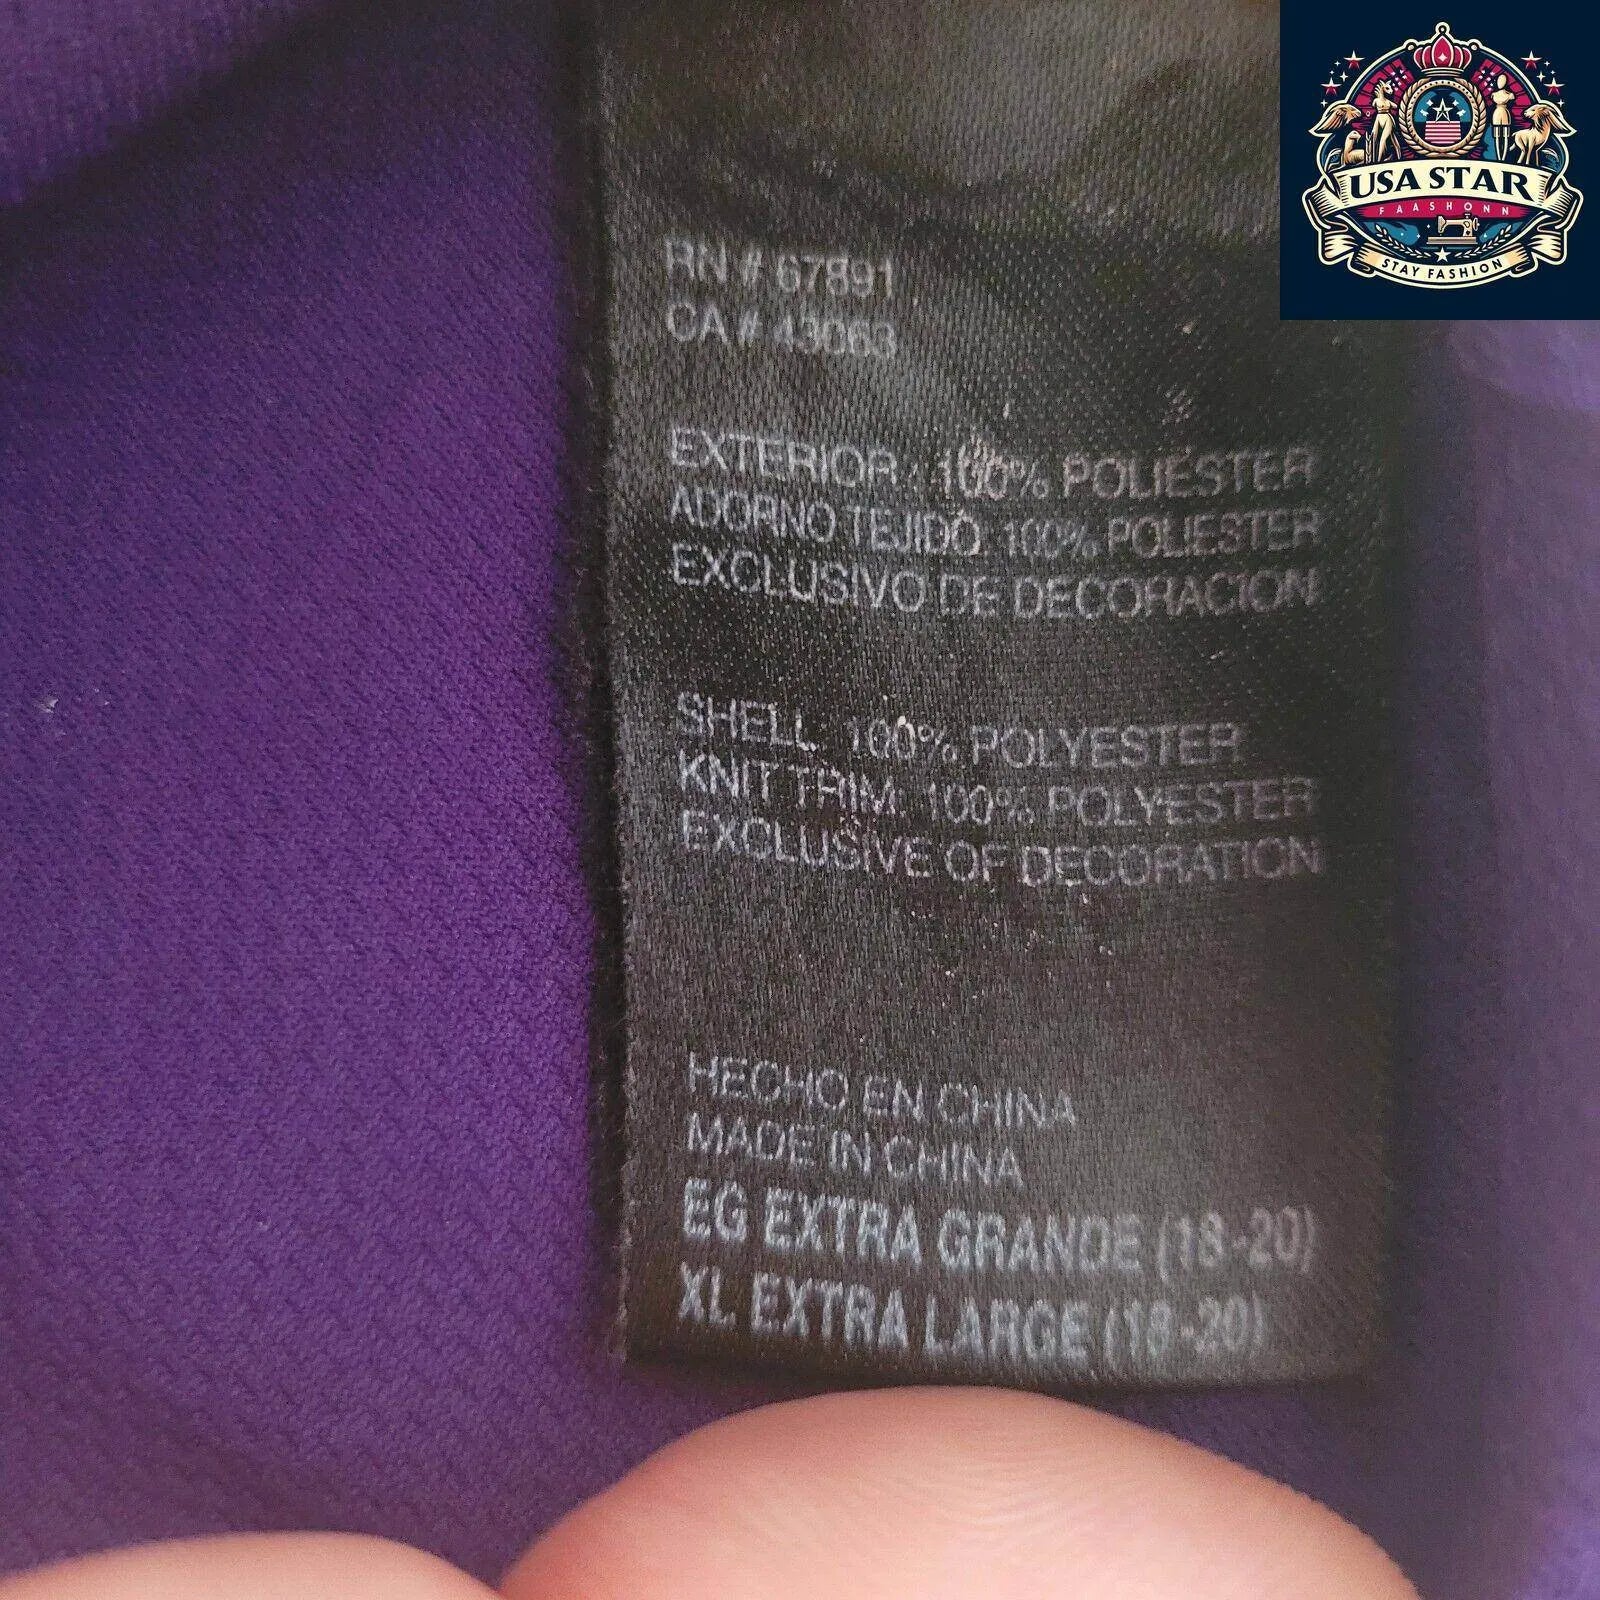 USA STAR
FAASHONN
STAY FASHION
RN # 67891
CA # 43063
EXTERIOR: 100% POLIESTER
ADORNO TEJIDO: 100% POLIESTER
EXCLUSIVO DE DECORACION
SHELL: 100% POLYESTER
KNIT TRIM: 100% POLYESTER
EXCLUSIVE OF DECORATION
HECHO EN CHINA
MADE IN CHINA
EG EXTRA GRANDE (18-20)
XL EXTRA LARGE (18-20)